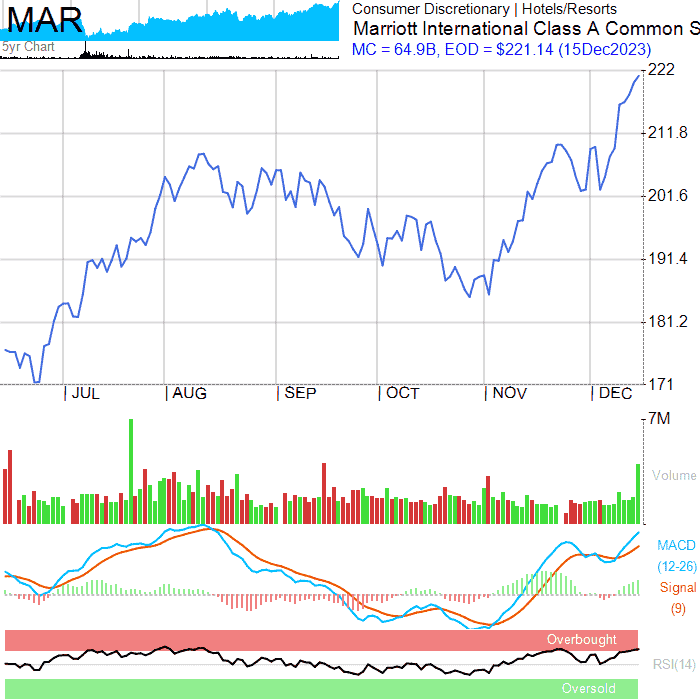 MAR
5yr Chart
Consumer Discretionary | Hotels/Resorts
Marriott International Class A Common S
MC = 64.9B, EOD = $221.14 (15Dec2023)
222
211.8
201.6
191.4
181.2
171
| JUL | AUG | SEP | OCT | NOV | DEC
7M
Volume
MACD
(12-26)
Signal
(9)
Overbought
RSI(14)
Oversold